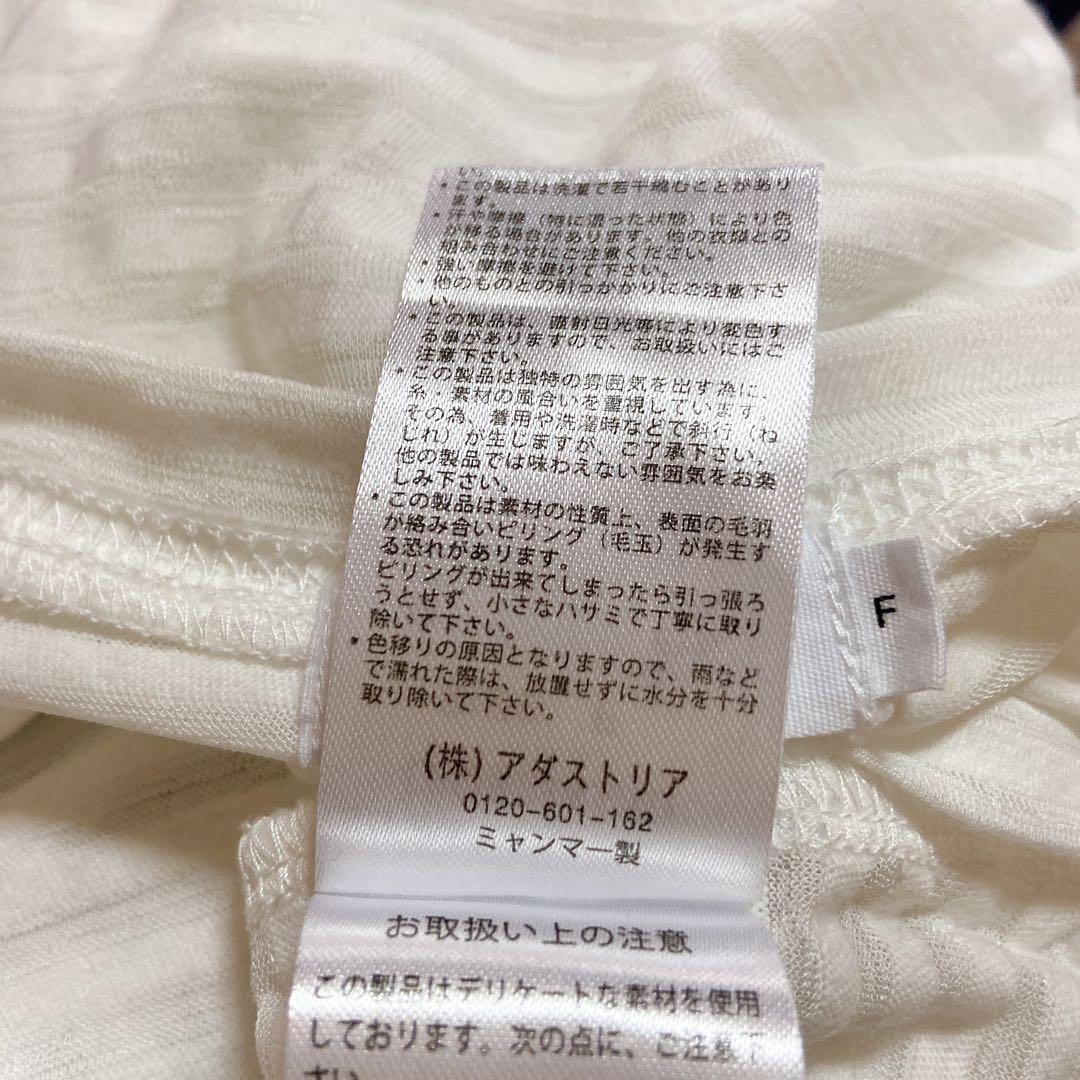 い。
・この製品は洗濯で若干縮むことがあり
ます。
・汗や摩擦（特に湿った状態）により色
が移る場合があります。他の衣類との
組み合わせにご注意ください。
・強い摩擦を避けて下さい。
・他のものとの引っかかりにご注意下さ
い。
・この製品は、直射日光等により変色す
る事がありますので、お取扱いにはご
注意下さい。
・この製品は独特の雰囲気を出す為に、
糸・素材の風合いを重視しています。
その為、着用や洗濯時などで斜行（ね
じれ）が生じますが、ご了承下さい。
他の製品では味わえない雰囲気をお楽
しみ下さい。
・この製品は素材の性質上、表面の毛羽
が絡み合いピリング（毛玉）が発生す
る恐れがあります。
ピリングが出来てしまったら引っ張ろ
うとせず、小さなハサミで丁寧に取り
除いて下さい。
・色移りの原因となりますので、雨など
で濡れた際は、放置せずに水分を十分
取り除いて下さい。
(株)アダストリア
0120-601-162
ミャンマー製
お取扱い上の注意
この製品はデリケートな素材を使用
しております。次の点に、ご注意下
さい。
F